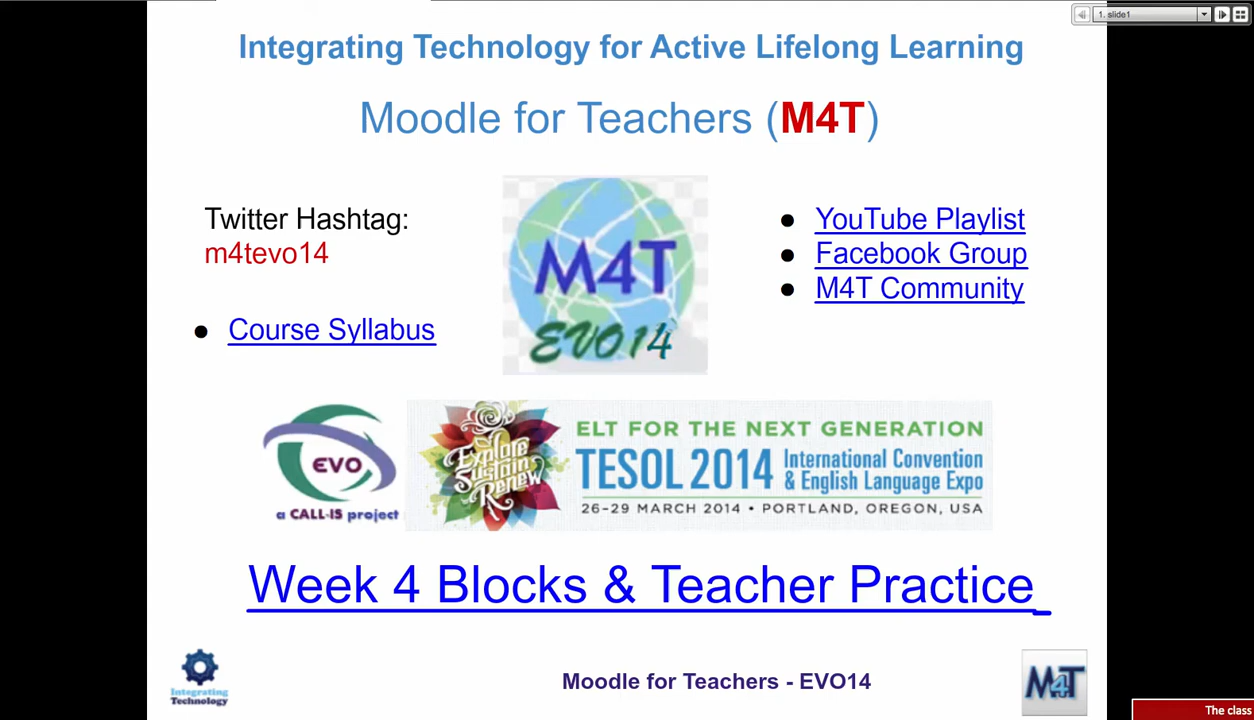 1. slide1
Integrating Technology for Active Lifelong Learning
Moodle for Teachers (M4T)
Twitter Hashtag:
m4tevo14
● Course Syllabus
M4T
EVO14
● YouTube Playlist
● Facebook Group
● M4T Community
EVO
a CALL-IS project
Explore
Sustain
Renew
ELT FOR THE NEXT GENERATION
TESOL 2014 International Convention
& English Language Expo
26–29 MARCH 2014 • PORTLAND, OREGON, USA
Week 4 Blocks & Teacher Practice
Integrating
Technology
Moodle for Teachers - EVO14
M4T
The class